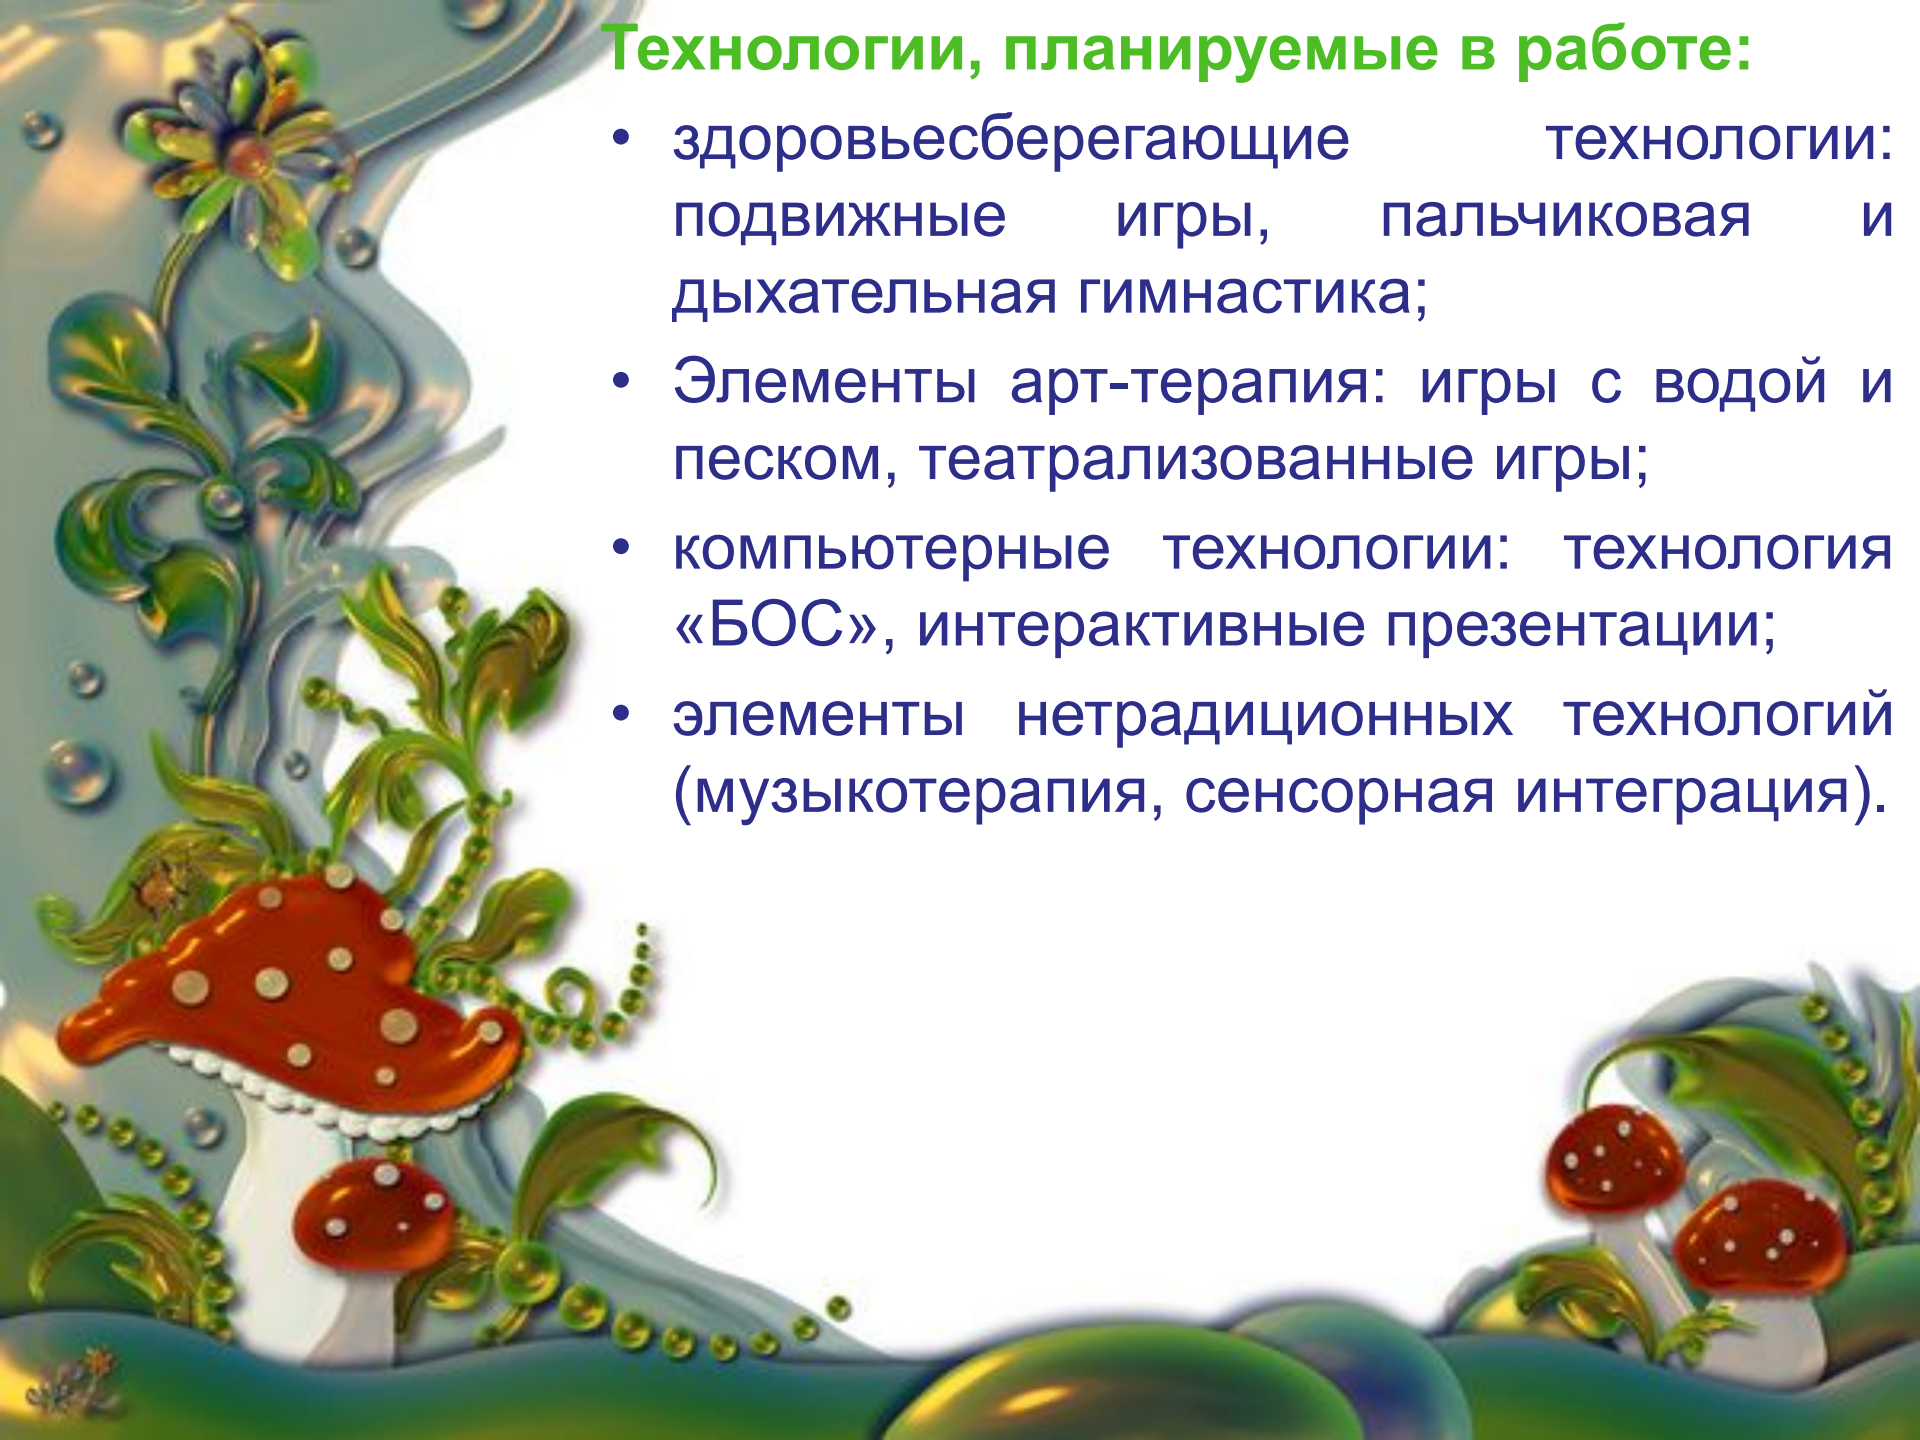 Технологии, планируемые в работе:
• здоровьесберегающие технологии:
подвижные игры, пальчиковая и
дыхательная гимнастика;
• Элементы арт-терапия: игры с водой и
песком, театрализованные игры;
• компьютерные технологии: технология
«БОС», интерактивные презентации;
• элементы нетрадиционных технологий
(музыкотерапия, сенсорная интеграция).